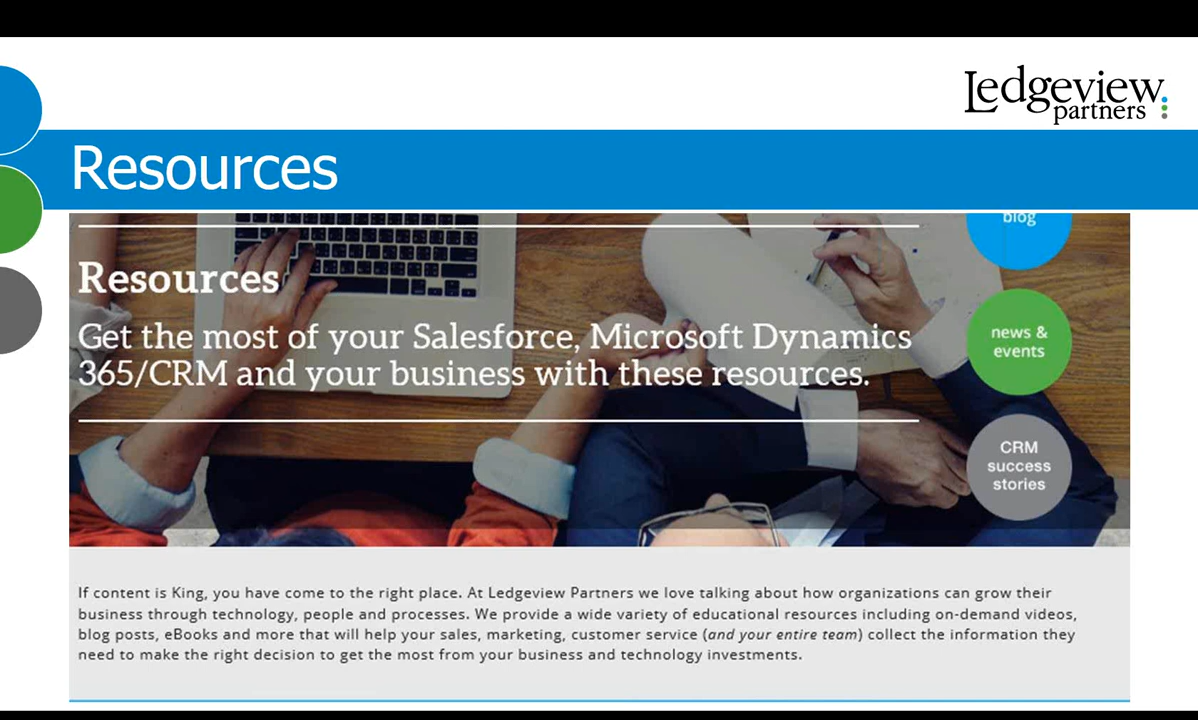 Ledgeview
partners
Resources
blog
Resources
Get the most of your Salesforce, Microsoft Dynamics
365/CRM and your business with these resources.
news &
events
CRM
success
stories
If content is King, you have come to the right place. At Ledgeview Partners we love talking about how organizations can grow their
business through technology, people and processes. We provide a wide variety of educational resources including on-demand videos,
blog posts, eBooks and more that will help your sales, marketing, customer service (and your entire team) collect the information they
need to make the right decision to get the most from your business and technology investments.